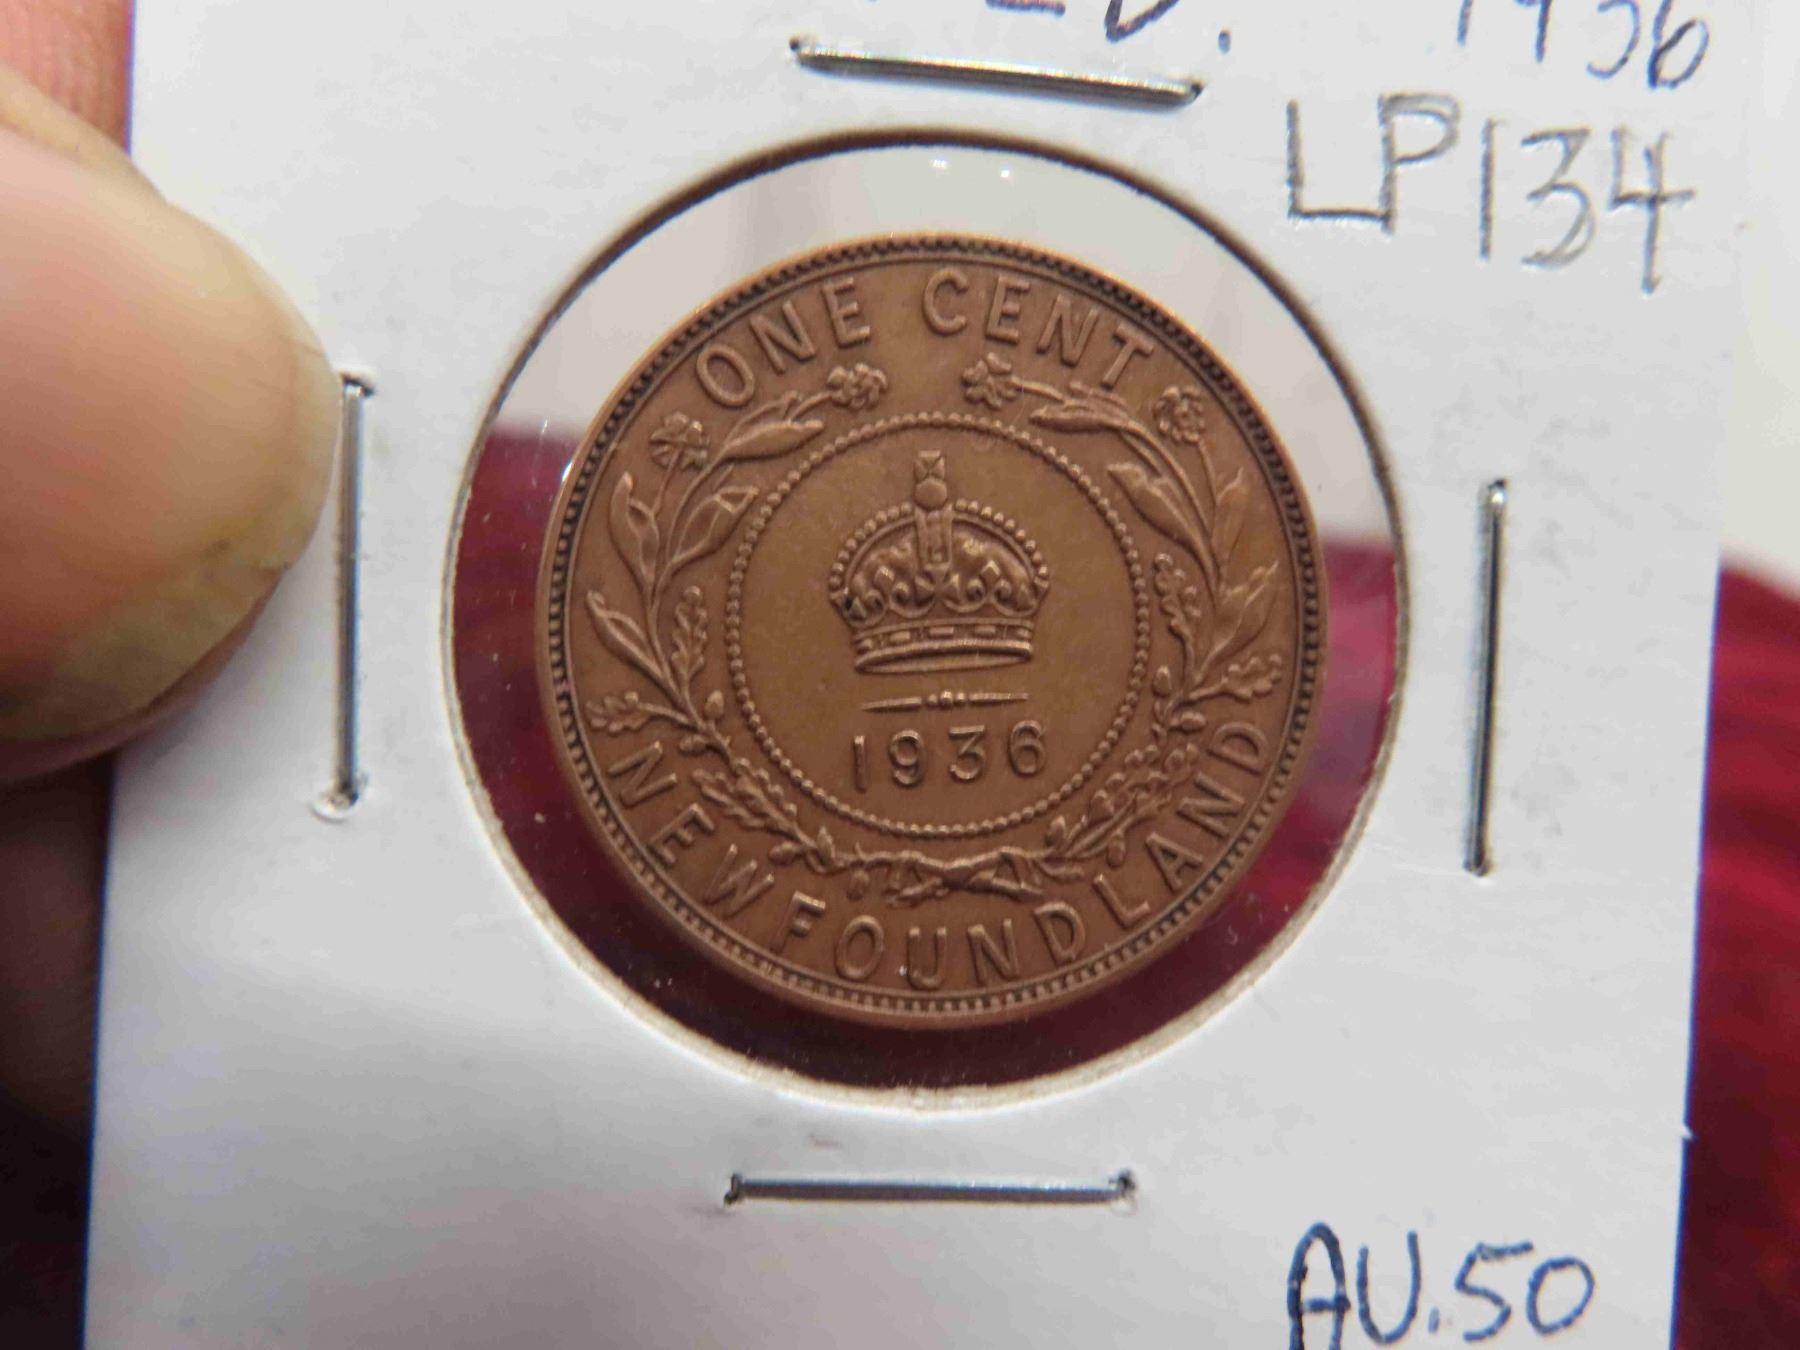 1936
LP134
ONE CENT
1936
NEWFOUNDLAND
AU.50